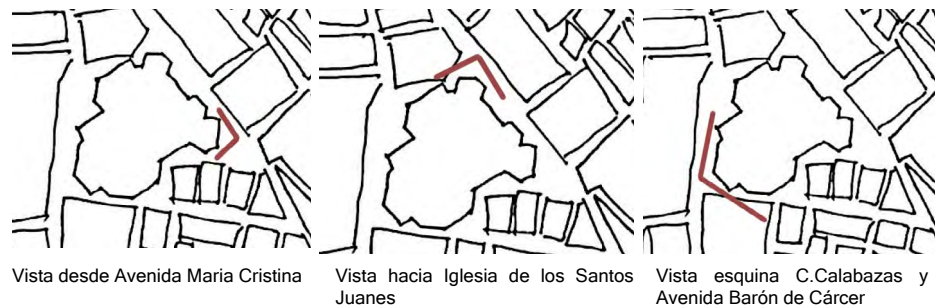 Vista desde Avenida Maria Cristina
Vista hacia Iglesia de los Santos
Juanes
Vista esquina C.Calabazas y
Avenida Barón de Cárcer